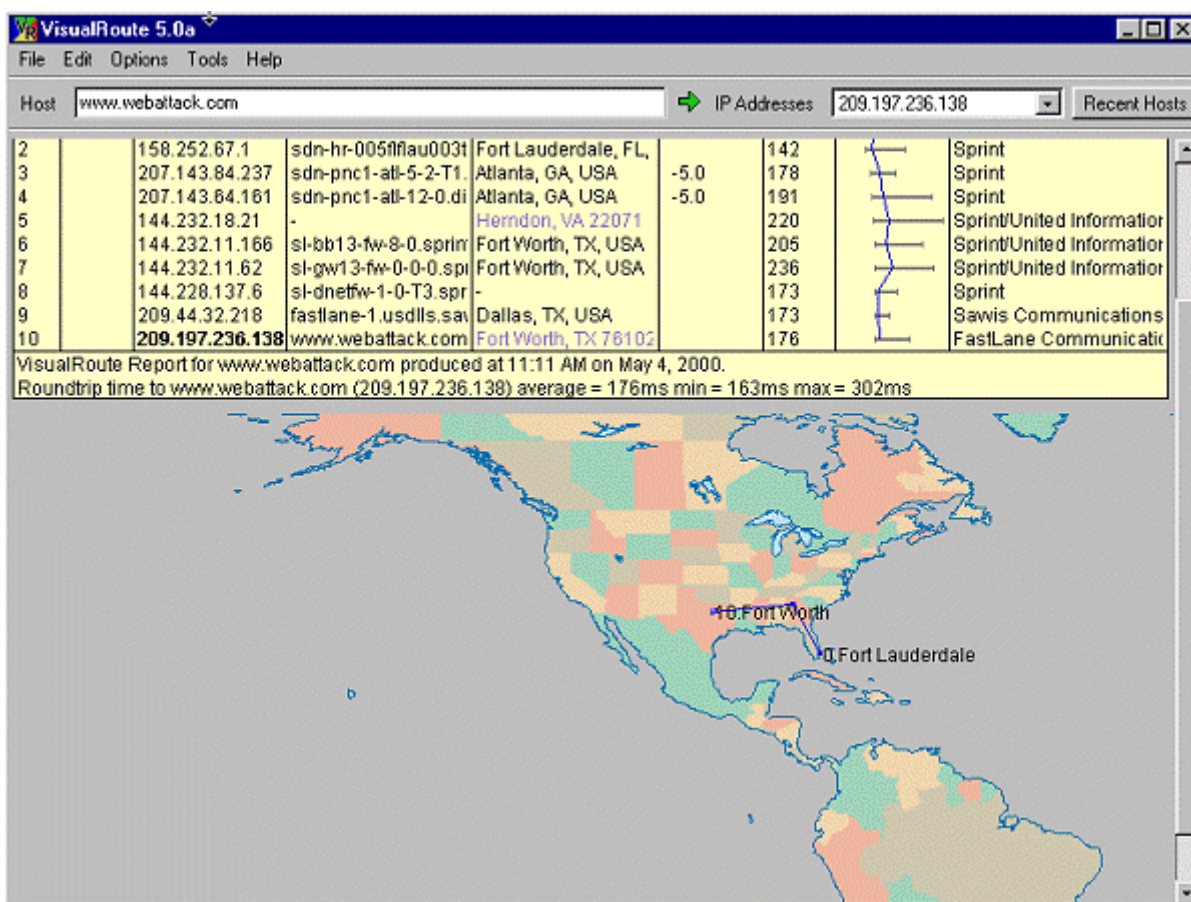 VisualRoute 5.0a
File Edit Options Tools Help
Host www.webattack.com IP Addresses 209.197.236.138 Recent Hosts
2 158.252.67.1 sdn-hr-005flflau003t Fort Lauderdale, FL, 142 Sprint
3 207.143.84.237 sdn-pnc1-atl-5-2-T1. Atlanta, GA, USA -5.0 178 Sprint
4 207.143.64.161 sdn-pnc1-atl-12-0.di Atlanta, GA, USA -5.0 191 Sprint
5 144.232.18.21 - Herndon, VA 22071 220 Sprint/United Information
6 144.232.11.166 sl-bb13-fw-8-0.sprin Fort Worth, TX, USA 205 Sprint/United Information
7 144.232.11.62 sl-gw13-fw-0-0-0.spr Fort Worth, TX, USA 236 Sprint/United Information
8 144.228.137.6 sl-dnetfw-1-0-T3.spr - 173 Sprint
9 209.44.32.218 fastlane-1.usdlls.sav Dallas, TX, USA 173 Savvis Communications
10 209.197.236.138 www.webattack.com Fort Worth, TX 76102 176 FastLane Communicatic
VisualRoute Report for www.webattack.com produced at 11:11 AM on May 4, 2000.
Roundtrip time to www.webattack.com (209.197.236.138) average = 176ms min = 163ms max = 302ms
10.Fort Worth
0.Fort Lauderdale